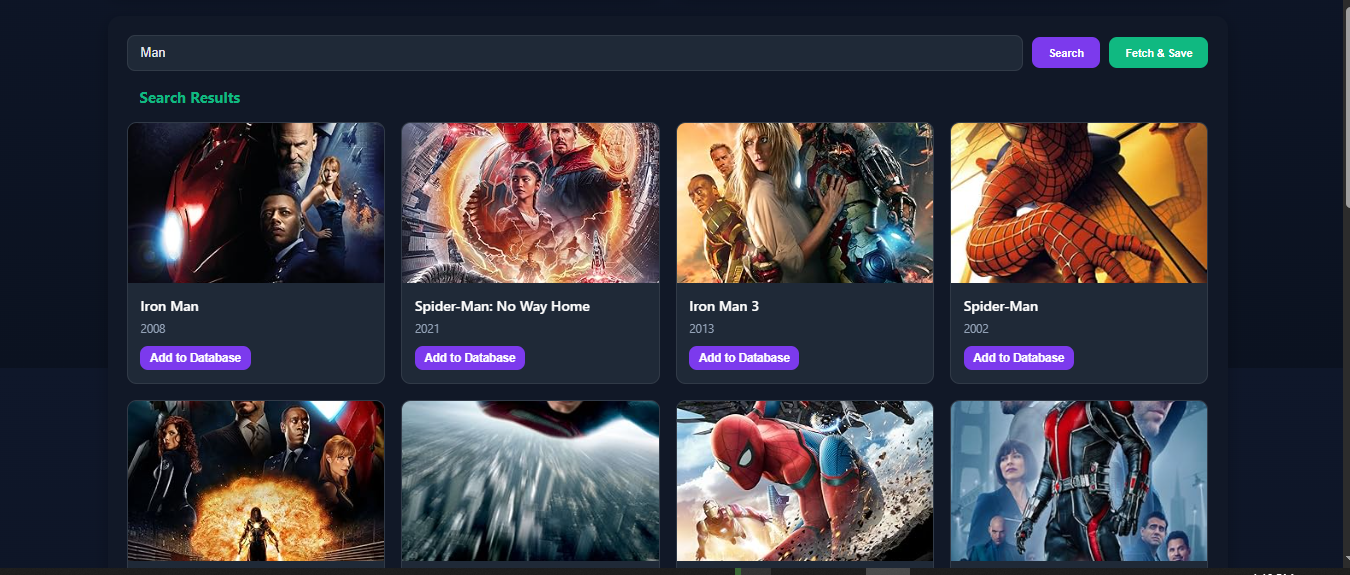 Man
Search
Fetch & Save
Search Results
Iron Man
2008
Add to Database
Spider-Man: No Way Home
2021
Add to Database
Iron Man 3
2013
Add to Database
Spider-Man
2002
Add to Database